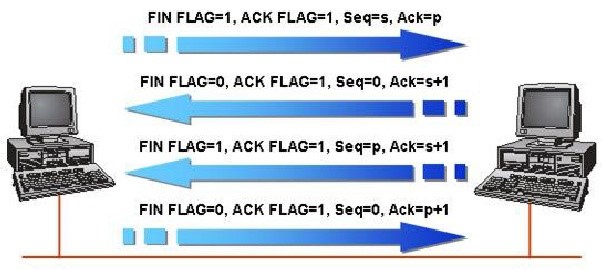 FIN FLAG=1, ACK FLAG=1, Seq=s, Ack=p
FIN FLAG=0, ACK FLAG=1, Seq=0, Ack=s+1
FIN FLAG=1, ACK FLAG=1, Seq=p, Ack=s+1
FIN FLAG=0, ACK FLAG=1, Seq=0, Ack=p+1